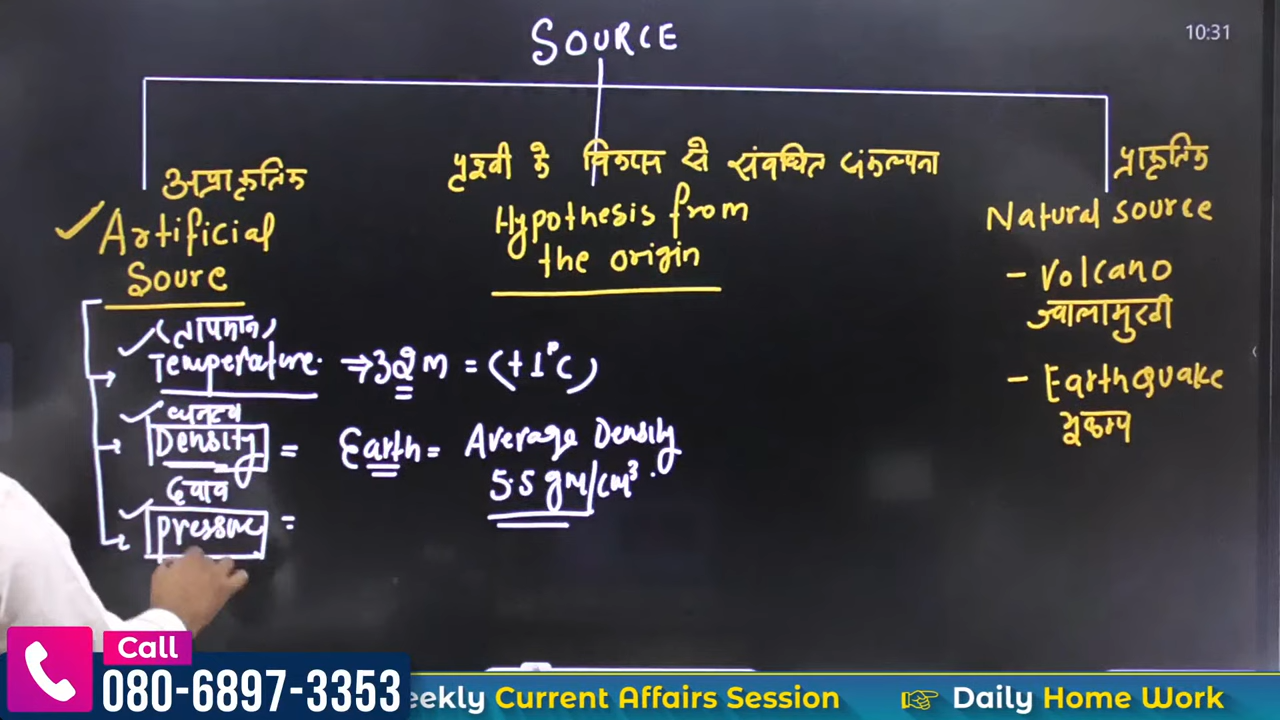 SOURCE
10:31
अप्राकृतिक
Artificial
Soure
(तापमान)
Temperature. → 32 m = (+1°C)
घनत्व
Density = Earth = Average Density
5.5 gm/cm³.
दवाव
pressure =
पृथ्वी के विकास से संबंधित संकल्पना
Hypothesis from
the origin
प्राकृतिक
Natural source
- Volcano
ज्वालामुखी
- Earthquake
भूकम्प
Call
080-6897-3353
eekly Current Affairs Session
Daily Home Work